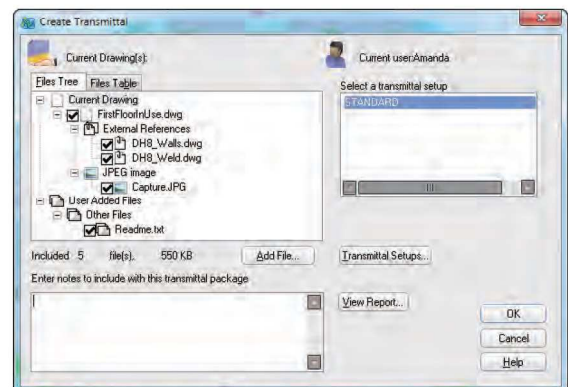 Create Transmittal
Current Drawing(s):
Current user:Amanda
Files Tree
Files Table
Current Drawing
FirstFloorInUse.dwg
External References
DH8_Walls.dwg
DH8_Weld.dwg
JPEG image
Capture.JPG
User Added Files
Other Files
Readme.txt
Select a transmittal setup
STANDARD
Included 5 file(s), 550 KB
Add File...
Transmittal Setups...
Enter notes to include with this transmittal package
View Report...
OK
Cancel
Help